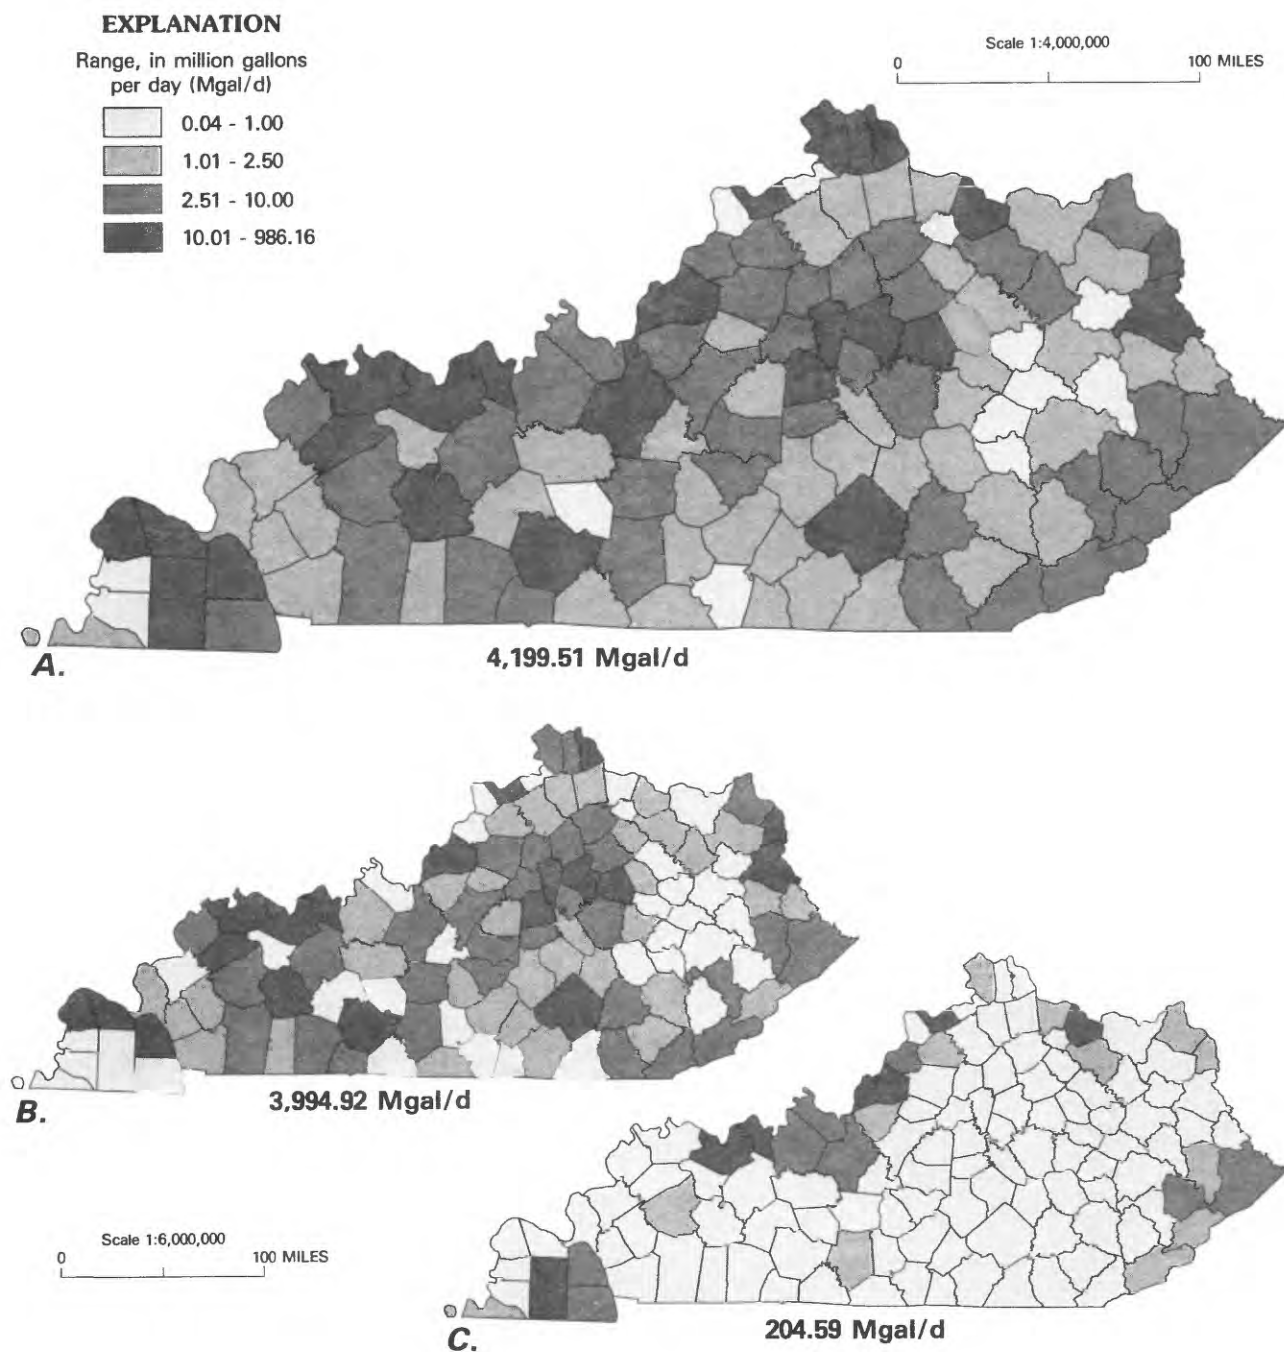 EXPLANATION
Range, in million gallons
per day (Mgal/d)
0.04 - 1.00
1.01 - 2.50
2.51 - 10.00
10.01 - 986.16
Scale 1:4,000,000
0 100 MILES
A.
4,199.51 Mgal/d
B.
3,994.92 Mgal/d
Scale 1:6,000,000
0 100 MILES
C.
204.59 Mgal/d